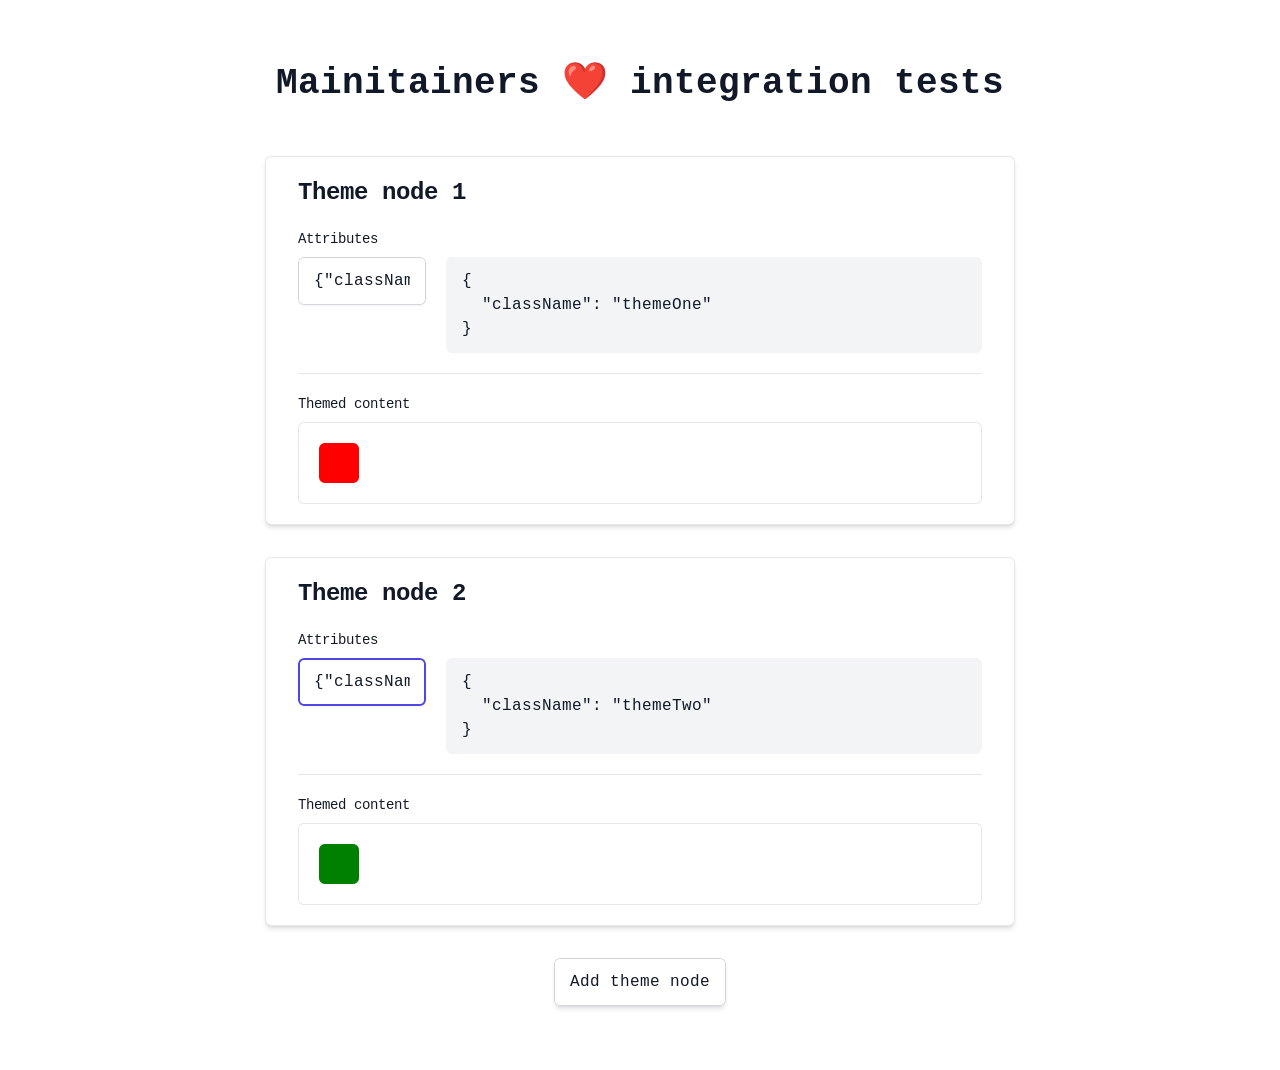 Mainitainers ❤️ integration tests
Theme node 1
Attributes
{"classNam
{
  "className": "themeOne"
}
Themed content
Theme node 2
Attributes
{"classNam
{
  "className": "themeTwo"
}
Themed content
Add theme node